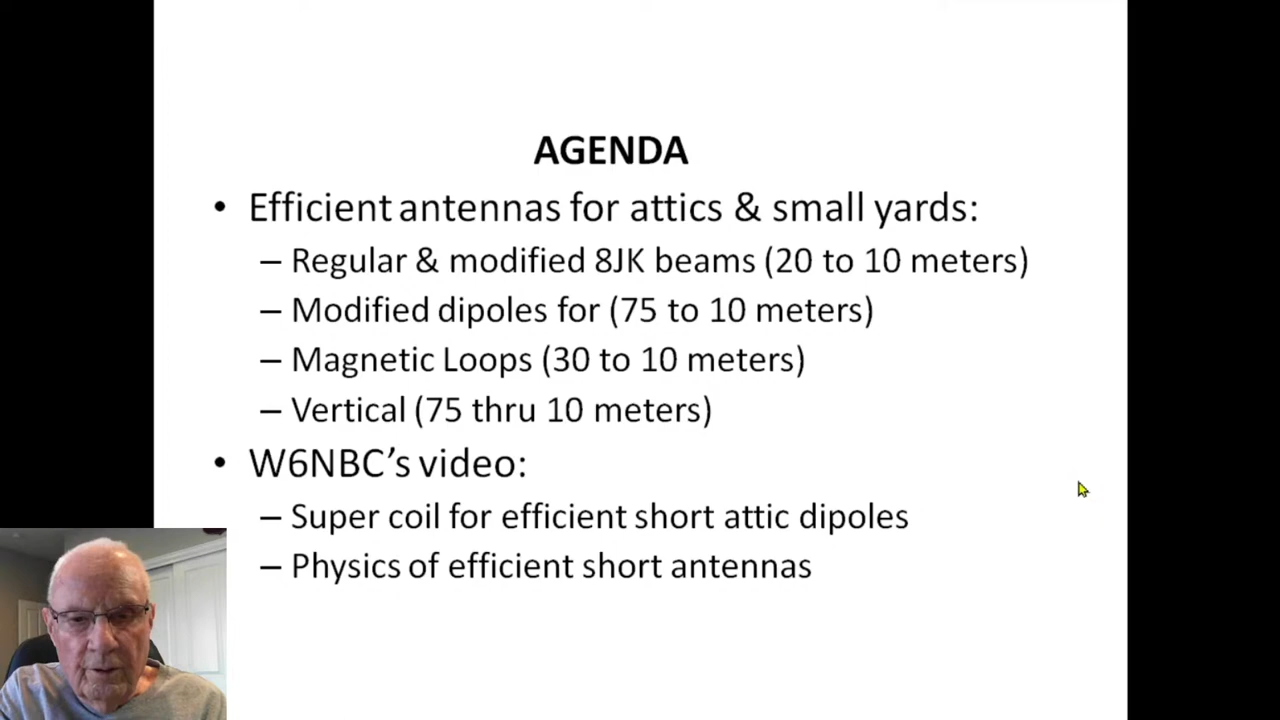 AGENDA
• Efficient antennas for attics & small yards:
– Regular & modified 8JK beams (20 to 10 meters)
– Modified dipoles for (75 to 10 meters)
– Magnetic Loops (30 to 10 meters)
– Vertical (75 thru 10 meters)
• W6NBC’s video:
– Super coil for efficient short attic dipoles
– Physics of efficient short antennas